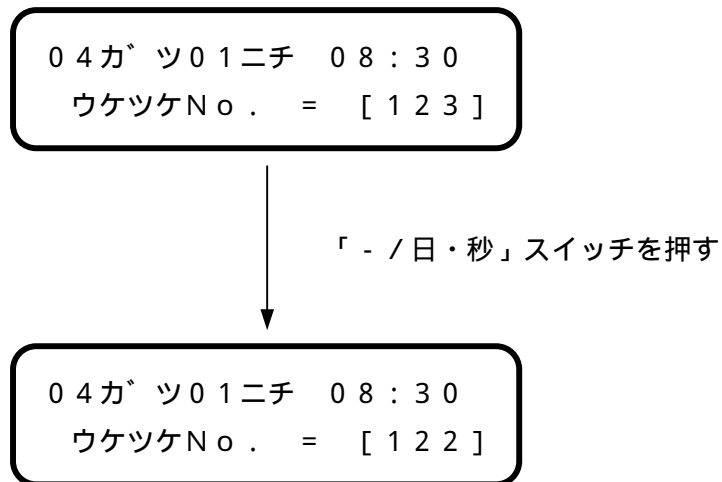 04ガツ01ニチ 08:30
ウケツケNo. = [123]
「-/日・秒」スイッチを押す
04ガツ01ニチ 08:30
ウケツケNo. = [122]